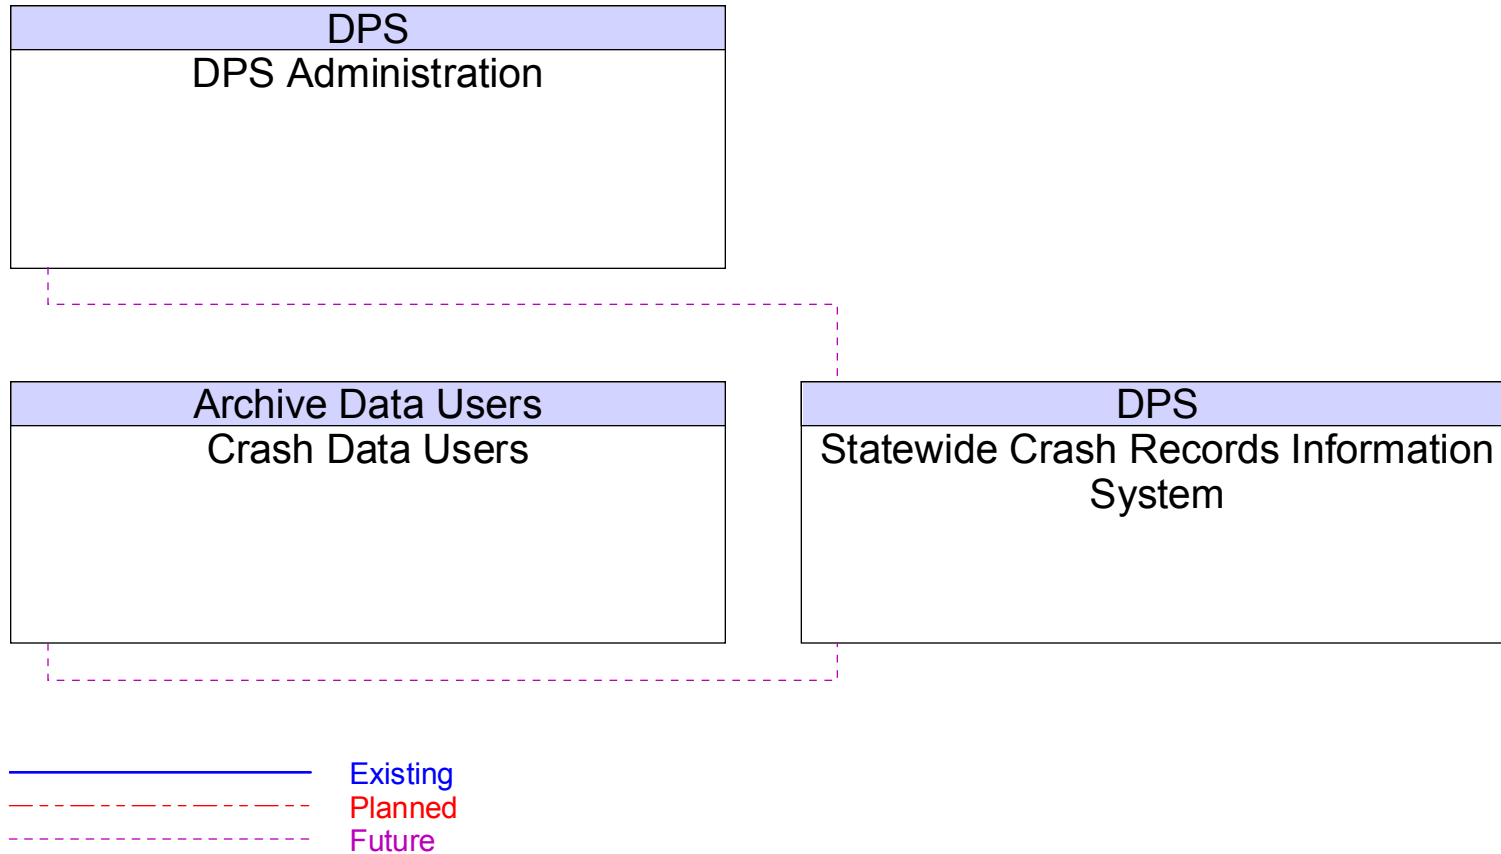 DPS
DPS Administration
Archive Data Users
Crash Data Users
DPS
Statewide Crash Records Information
System
Existing
Planned
Future